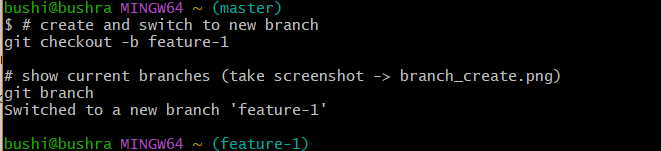 bushi@bushra MINGW64 ~ (master)
$ # create and switch to new branch
git checkout -b feature-1
# show current branches (take screenshot -> branch_create.png)
git branch
Switched to a new branch 'feature-1'
bushi@bushra MINGW64 ~ (feature-1)